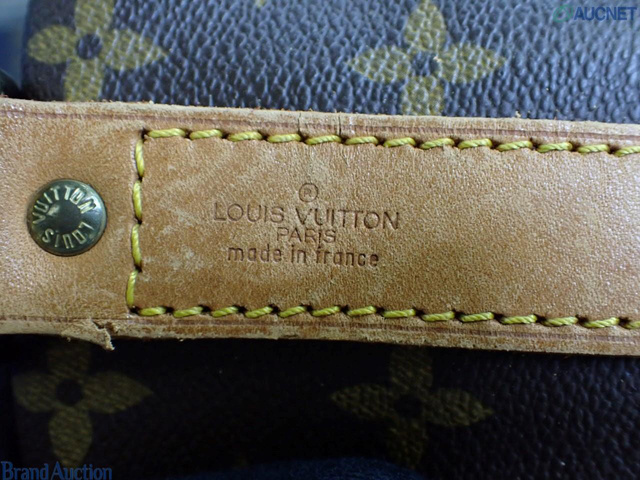 AUCNET
®
LOUIS VUITTON
PARIS
made in france
LOUIS VUITTON
Brand Auction